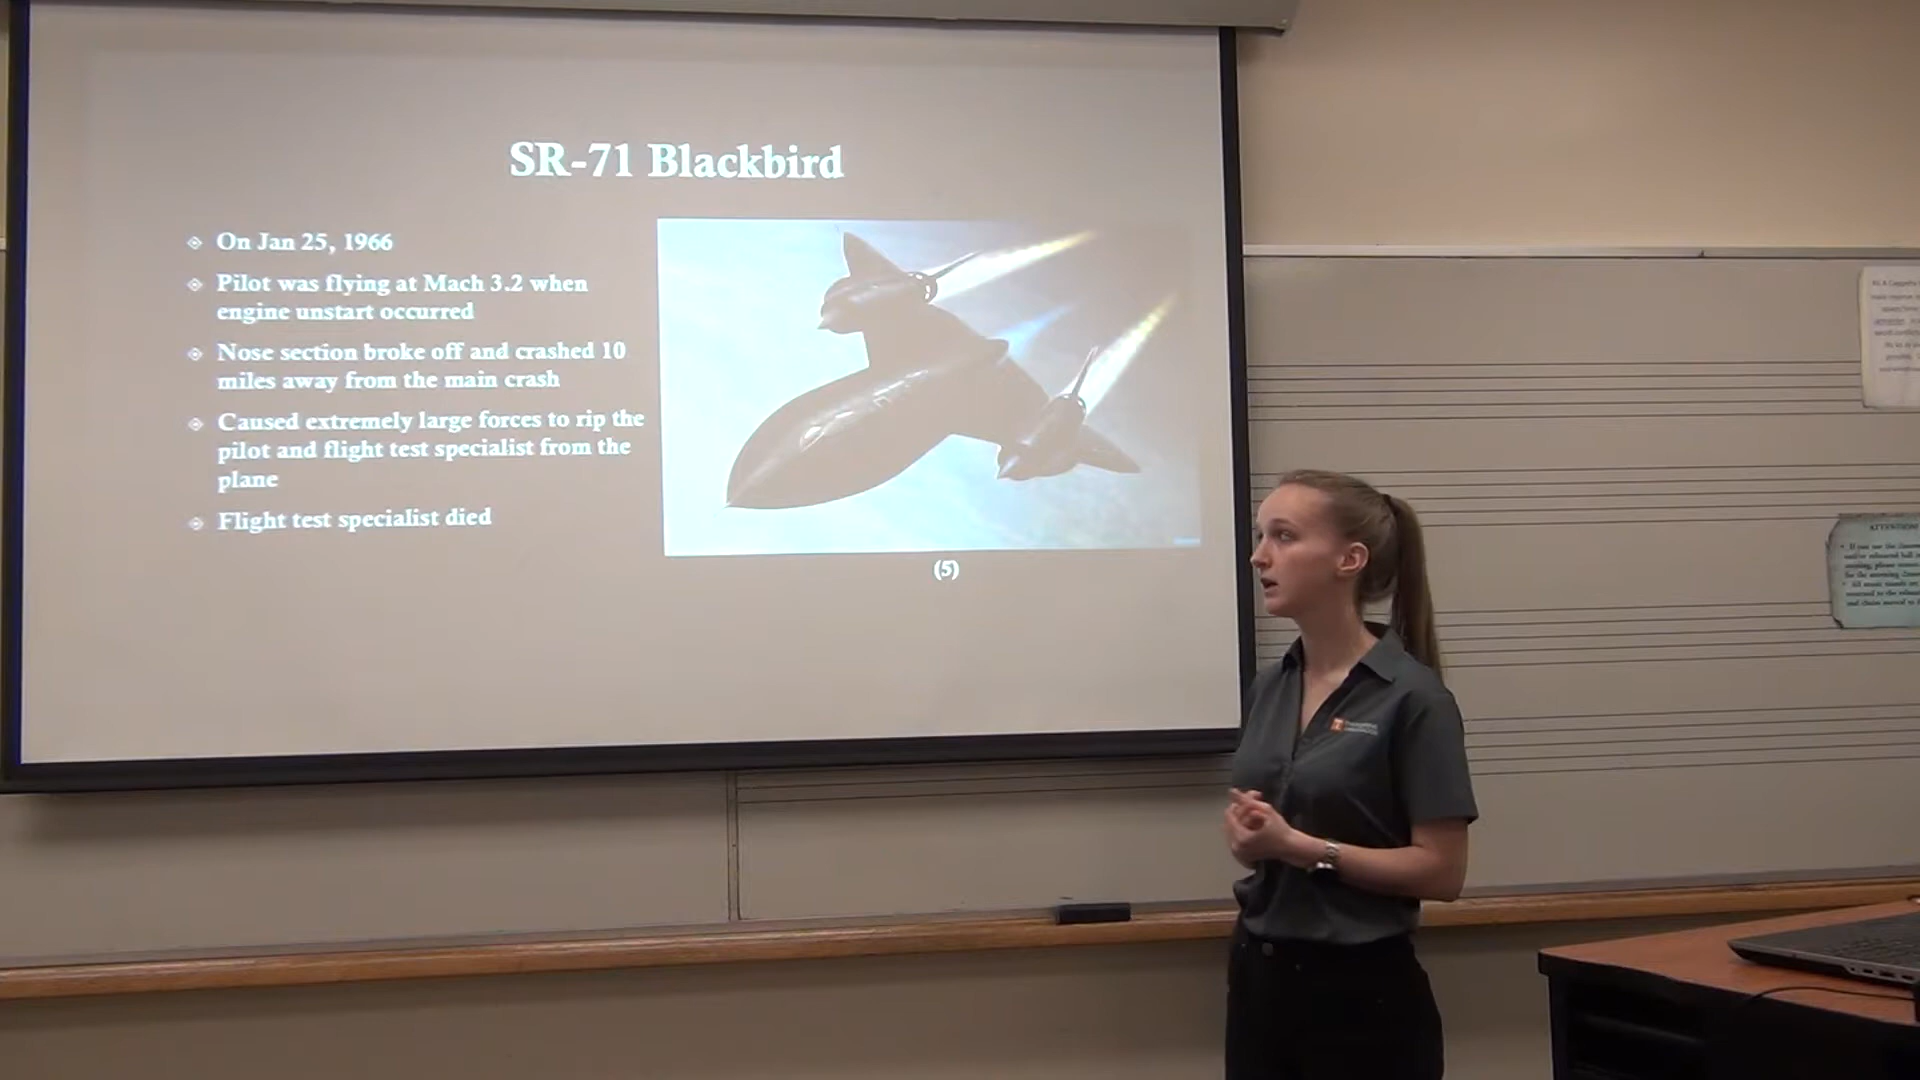 SR-71 Blackbird
On Jan 25, 1966
Pilot was flying at Mach 3.2 when
engine unstart occurred
Nose section broke off and crashed 10
miles away from the main crash
Caused extremely large forces to rip the
pilot and flight test specialist from the
plane
Flight test specialist died
(5)
ATTENTION